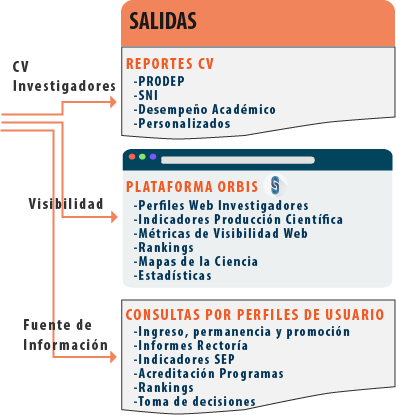 SALIDAS
CV
Investigadores
REPORTES CV
-PRODEP
-SNI
-Desempeño Académico
-Personalizados
Visibilidad
PLATAFORMA ORBIS
-Perfiles Web Investigadores
-Indicadores Producción Científica
-Métricas de Visibilidad Web
-Rankings
-Mapas de la Ciencia
-Estadísticas
Fuente de
Información
CONSULTAS POR PERFILES DE USUARIO
-Ingreso, permanencia y promoción
-Informes Rectoría
-Indicadores SEP
-Acreditación Programas
-Rankings
-Toma de decisiones